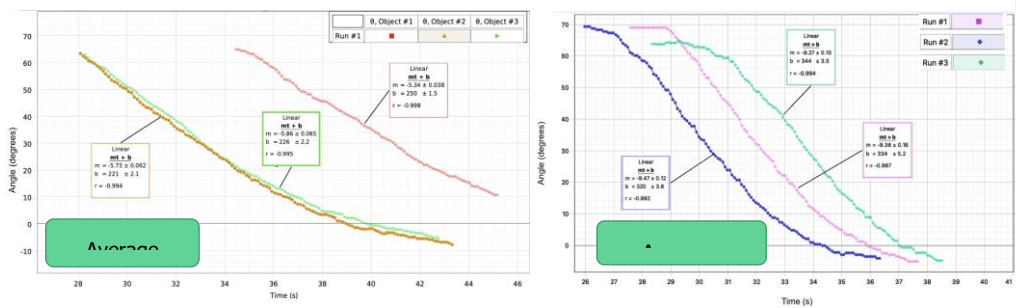 θ, Object #1 θ, Object #2 θ, Object #3
Run #1
Angle (degrees)
70
60
50
40
30
20
10
0
-10
Linear
mt + b
m = -5.34 ± 0.038
b = 250 ± 1.5
r = -0.998
Linear
mt + b
m = -5.86 ± 0.065
b = 226 ± 2.2
r = -0.995
Linear
mt + b
m = -5.75 ± 0.062
b = 221 ± 2.1
r = -0.994
Average
28 30 32 34 36 38 40 42 44 46
Time (s)
Run #1
Run #2
Run #3
Angle (degrees)
70
60
50
40
30
20
10
0
Linear
mt + b
m = -9.27 ± 0.10
b = 344 ± 3.5
r = -0.994
Linear
mt + b
m = -9.36 ± 0.16
b = 334 ± 5.2
r = -0.987
Linear
mt + b
m = -9.47 ± 0.12
b = 320 ± 3.8
r = -0.992
26 27 28 29 30 31 32 33 34 35 36 37 38 39 40 41
Time (s)